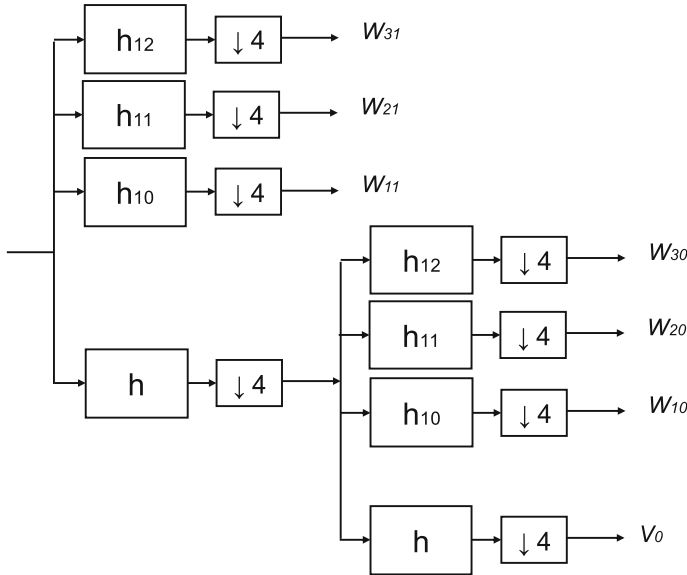 h12 ↓ 4 W31
h11 ↓ 4 W21
h10 ↓ 4 W11
h12 ↓ 4 W30
h11 ↓ 4 W20
h ↓ 4
h10 ↓ 4 W10
h ↓ 4 V0